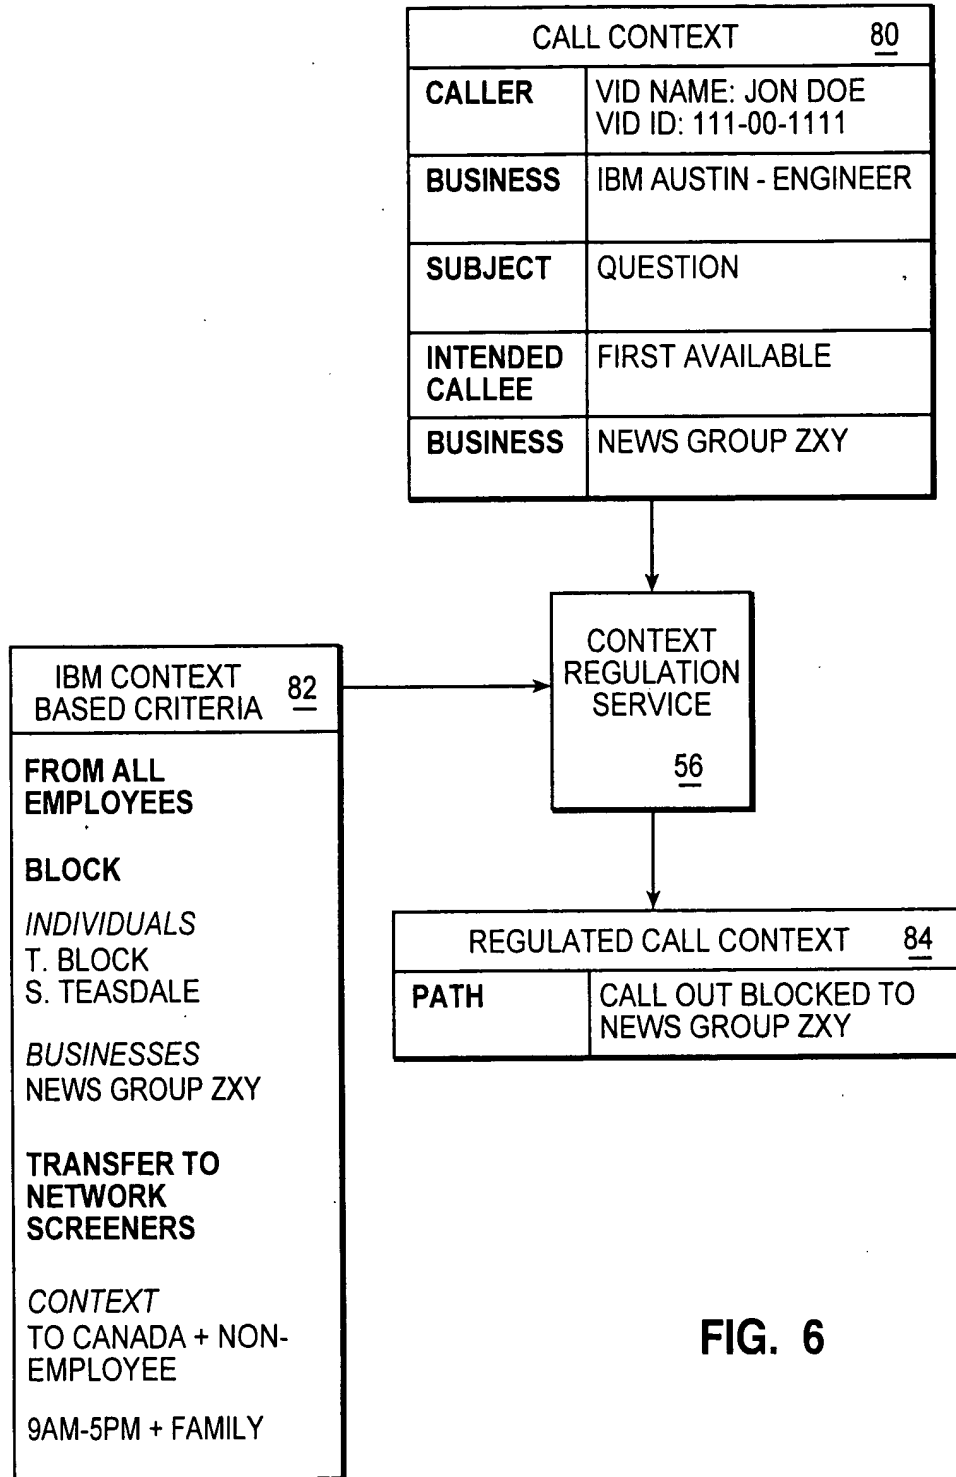 CALL CONTEXT 80
CALLER VID NAME: JON DOE
VID ID: 111-00-1111
BUSINESS IBM AUSTIN - ENGINEER
SUBJECT QUESTION
INTENDED FIRST AVAILABLE
CALLEE
BUSINESS NEWS GROUP ZXY
CONTEXT
REGULATION
SERVICE
56
IBM CONTEXT
BASED CRITERIA 82
FROM ALL
EMPLOYEES
BLOCK
INDIVIDUALS
T. BLOCK
S. TEASDALE
BUSINESSES
NEWS GROUP ZXY
TRANSFER TO
NETWORK
SCREENERS
CONTEXT
TO CANADA + NON-
EMPLOYEE
9AM-5PM + FAMILY
REGULATED CALL CONTEXT 84
PATH CALL OUT BLOCKED TO
NEWS GROUP ZXY
FIG. 6